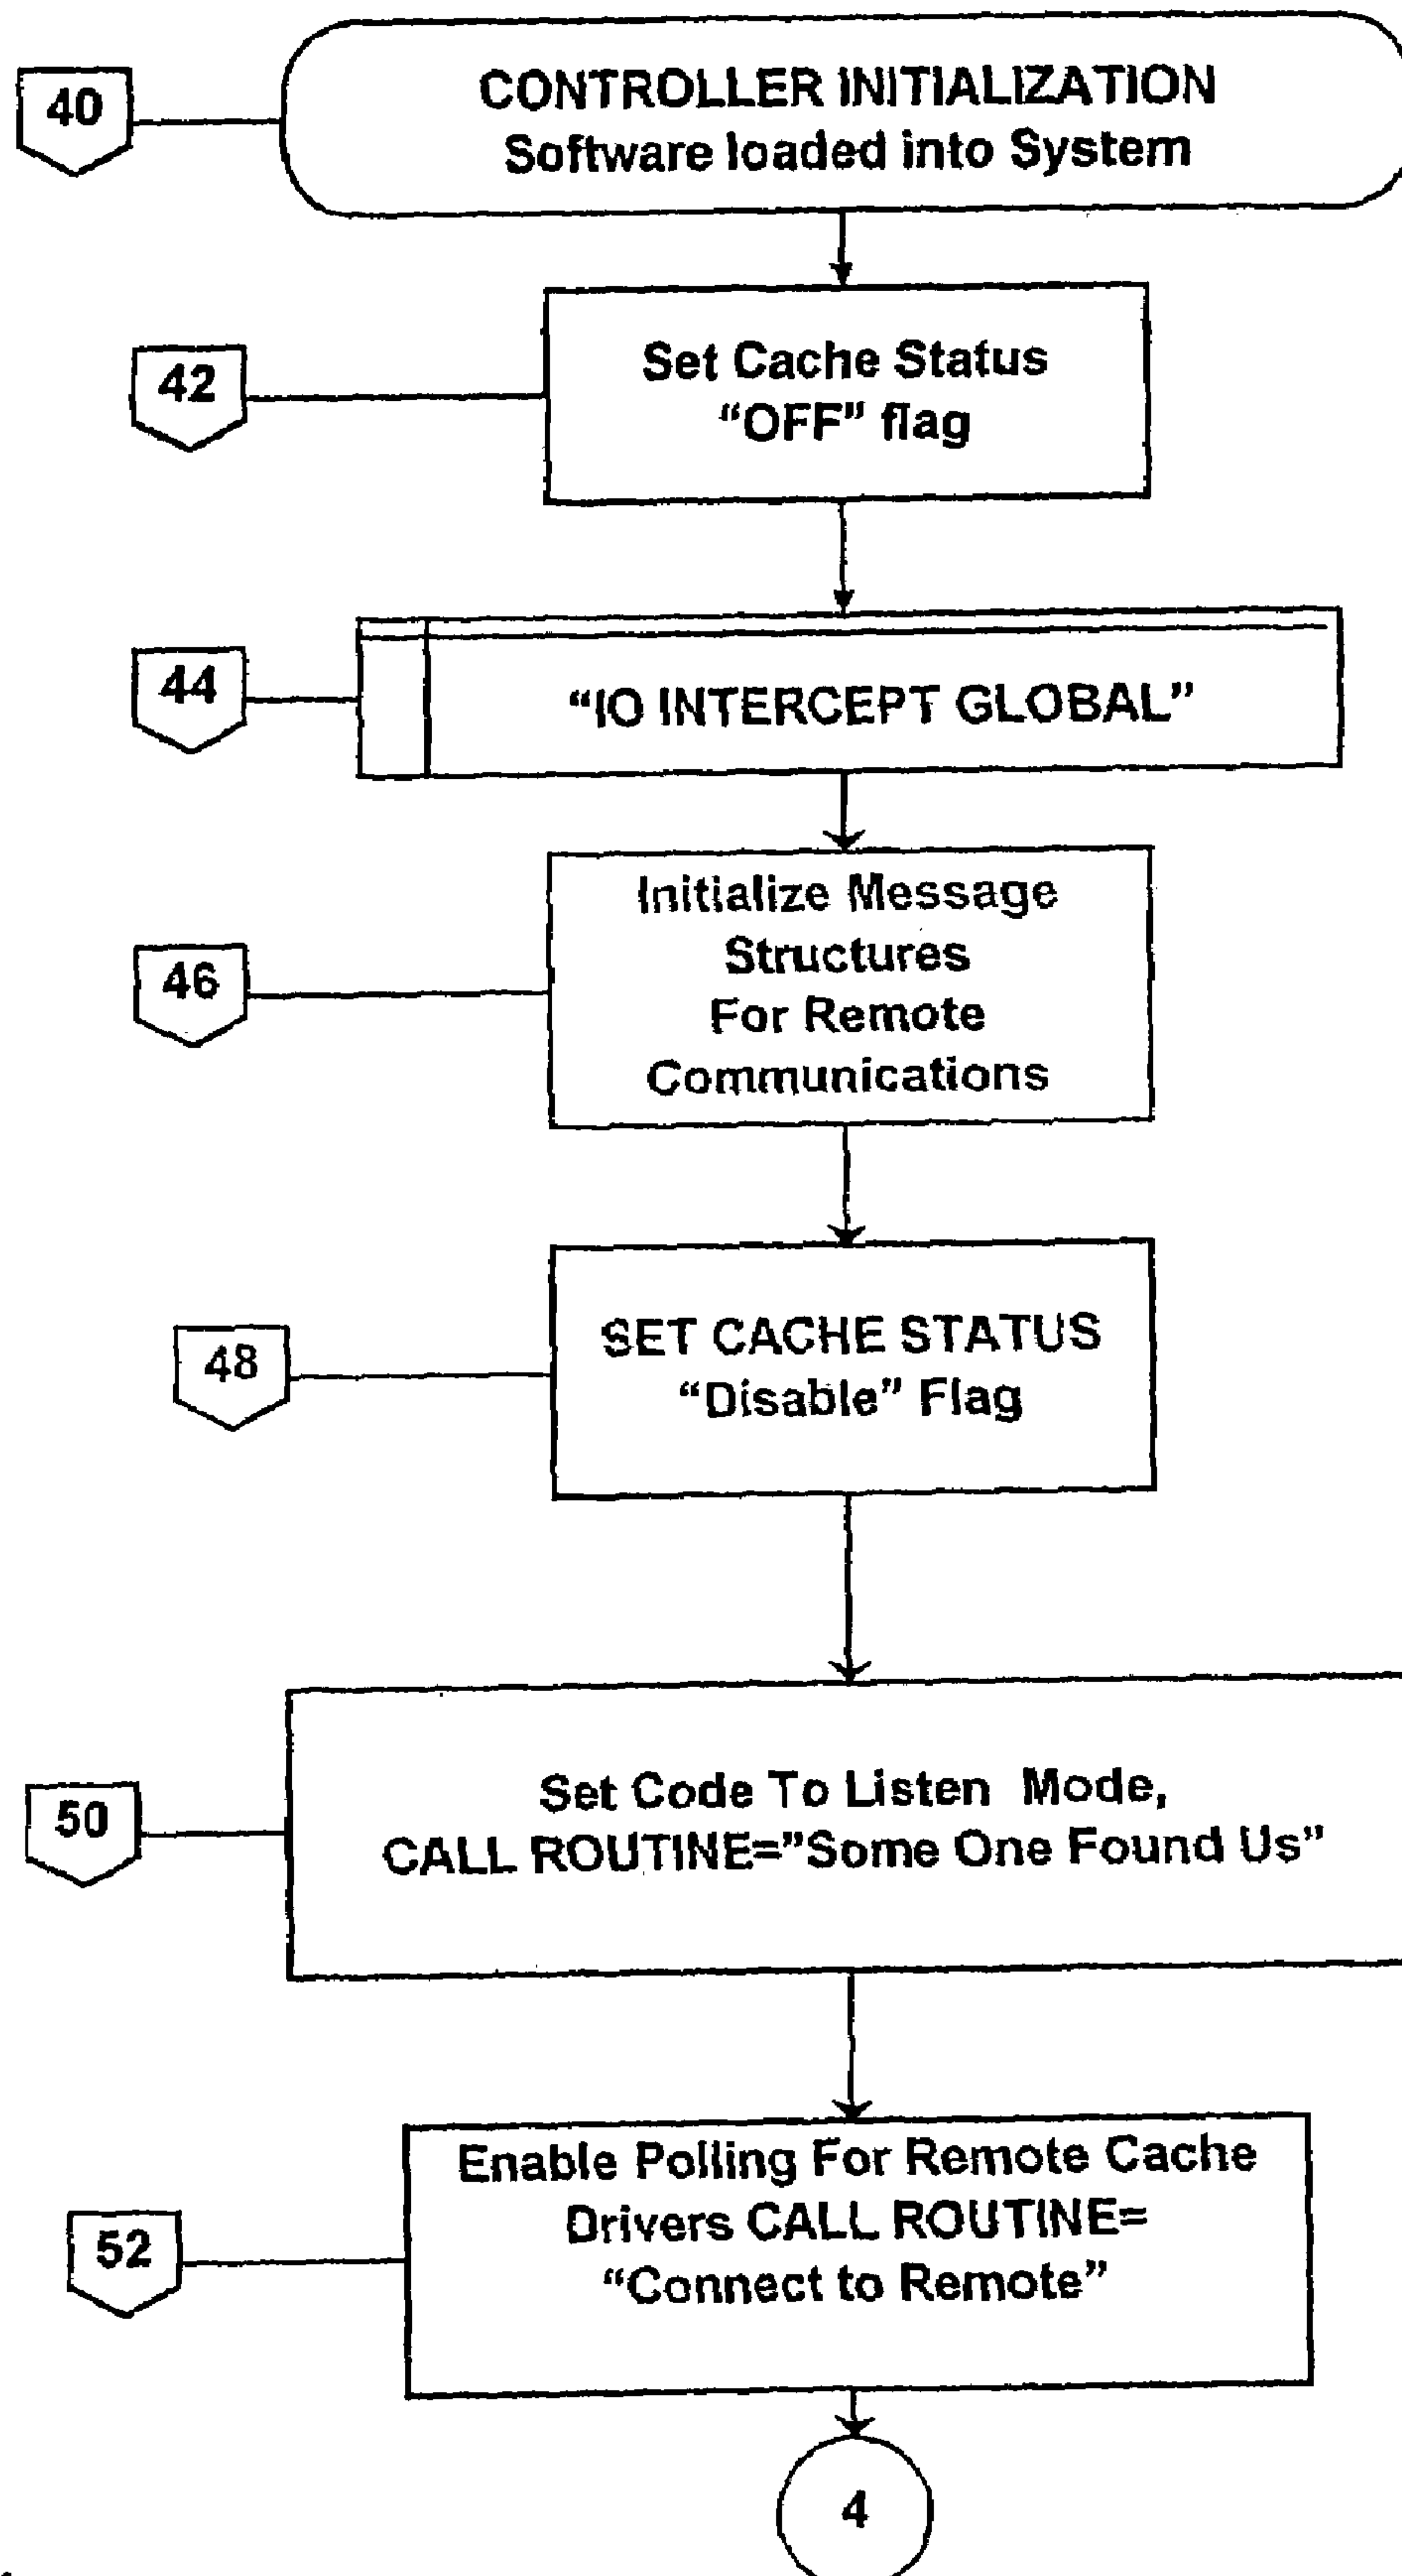 40
CONTROLLER INITIALIZATION
Software loaded into System
42
Set Cache Status
“OFF” flag
44
“IO INTERCEPT GLOBAL”
46
Initialize Message
Structures
For Remote
Communications
48
SET CACHE STATUS
“Disable” Flag
50
Set Code To Listen Mode,
CALL ROUTINE=”Some One Found Us”
52
Enable Polling For Remote Cache
Drivers CALL ROUTINE=
“Connect to Remote”
4